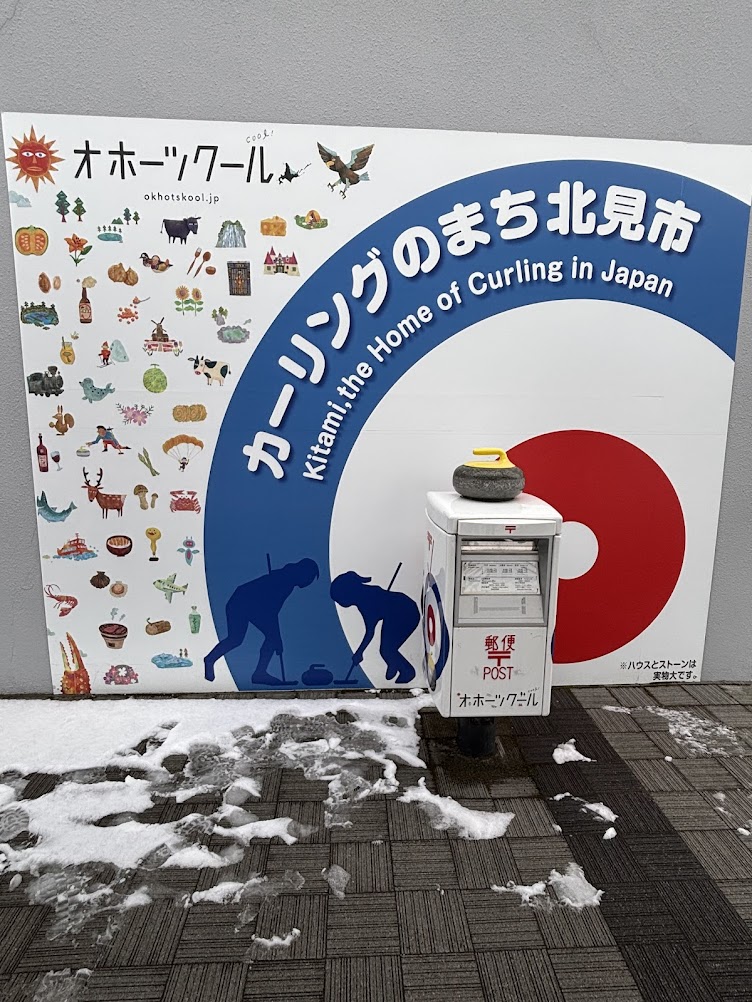 オホーツクール
cool!
okhotskool.jp
カーリングのまち北見市
Kitami,the Home of Curling in Japan
郵便
POST
オホーツクール
※ハウスとストーンは
実物大です。